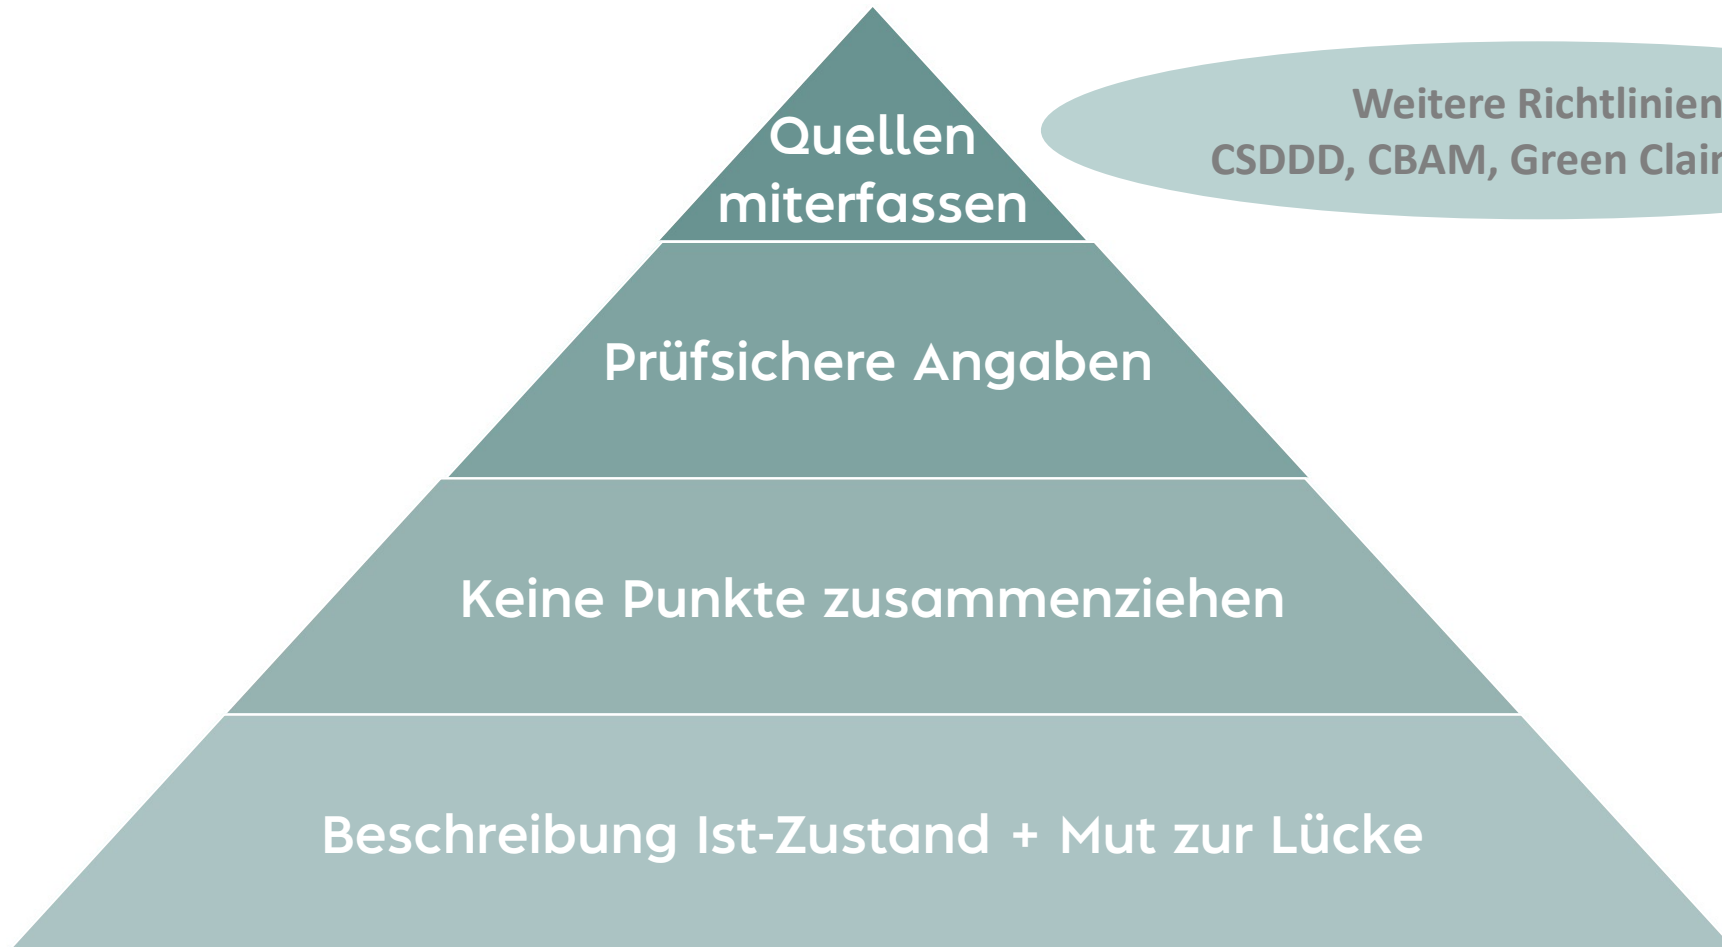 Quellen
miterfassen
Weitere Richtlinien
CSDDD, CBAM, Green
Prüfsichere Angaben
Keine Punkte zusammenziehen
Beschreibung Ist-Zustand + Mut zur Lücke